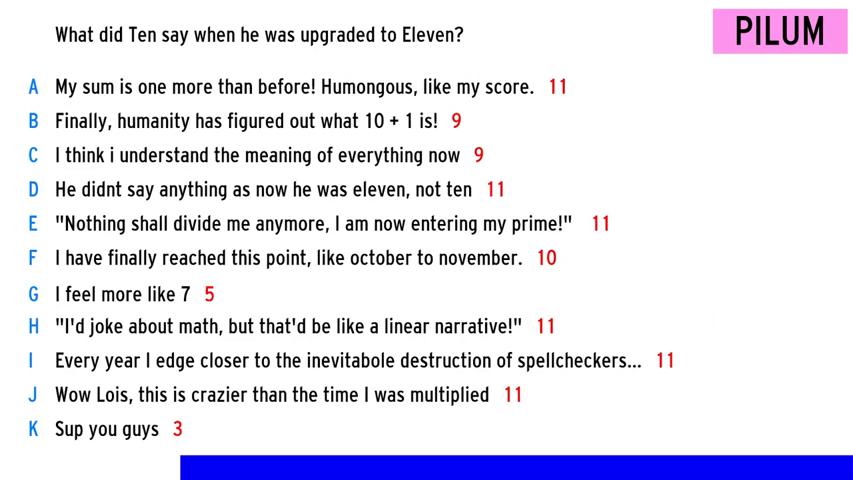 What did Ten say when he was upgraded to Eleven?
PILUM
A My sum is one more than before! Humongous, like my score. 11
B Finally, humanity has figured out what 10 + 1 is! 9
C I think i understand the meaning of everything now 9
D He didnt say anything as now he was eleven, not ten 11
E "Nothing shall divide me anymore, I am now entering my prime!" 11
F I have finally reached this point, like october to november. 10
G I feel more like 7 5
H "I'd joke about math, but that'd be like a linear narrative!" 11
I Every year I edge closer to the inevitabole destruction of spellcheckers... 11
J Wow Lois, this is crazier than the time I was multiplied 11
K Sup you guys 3